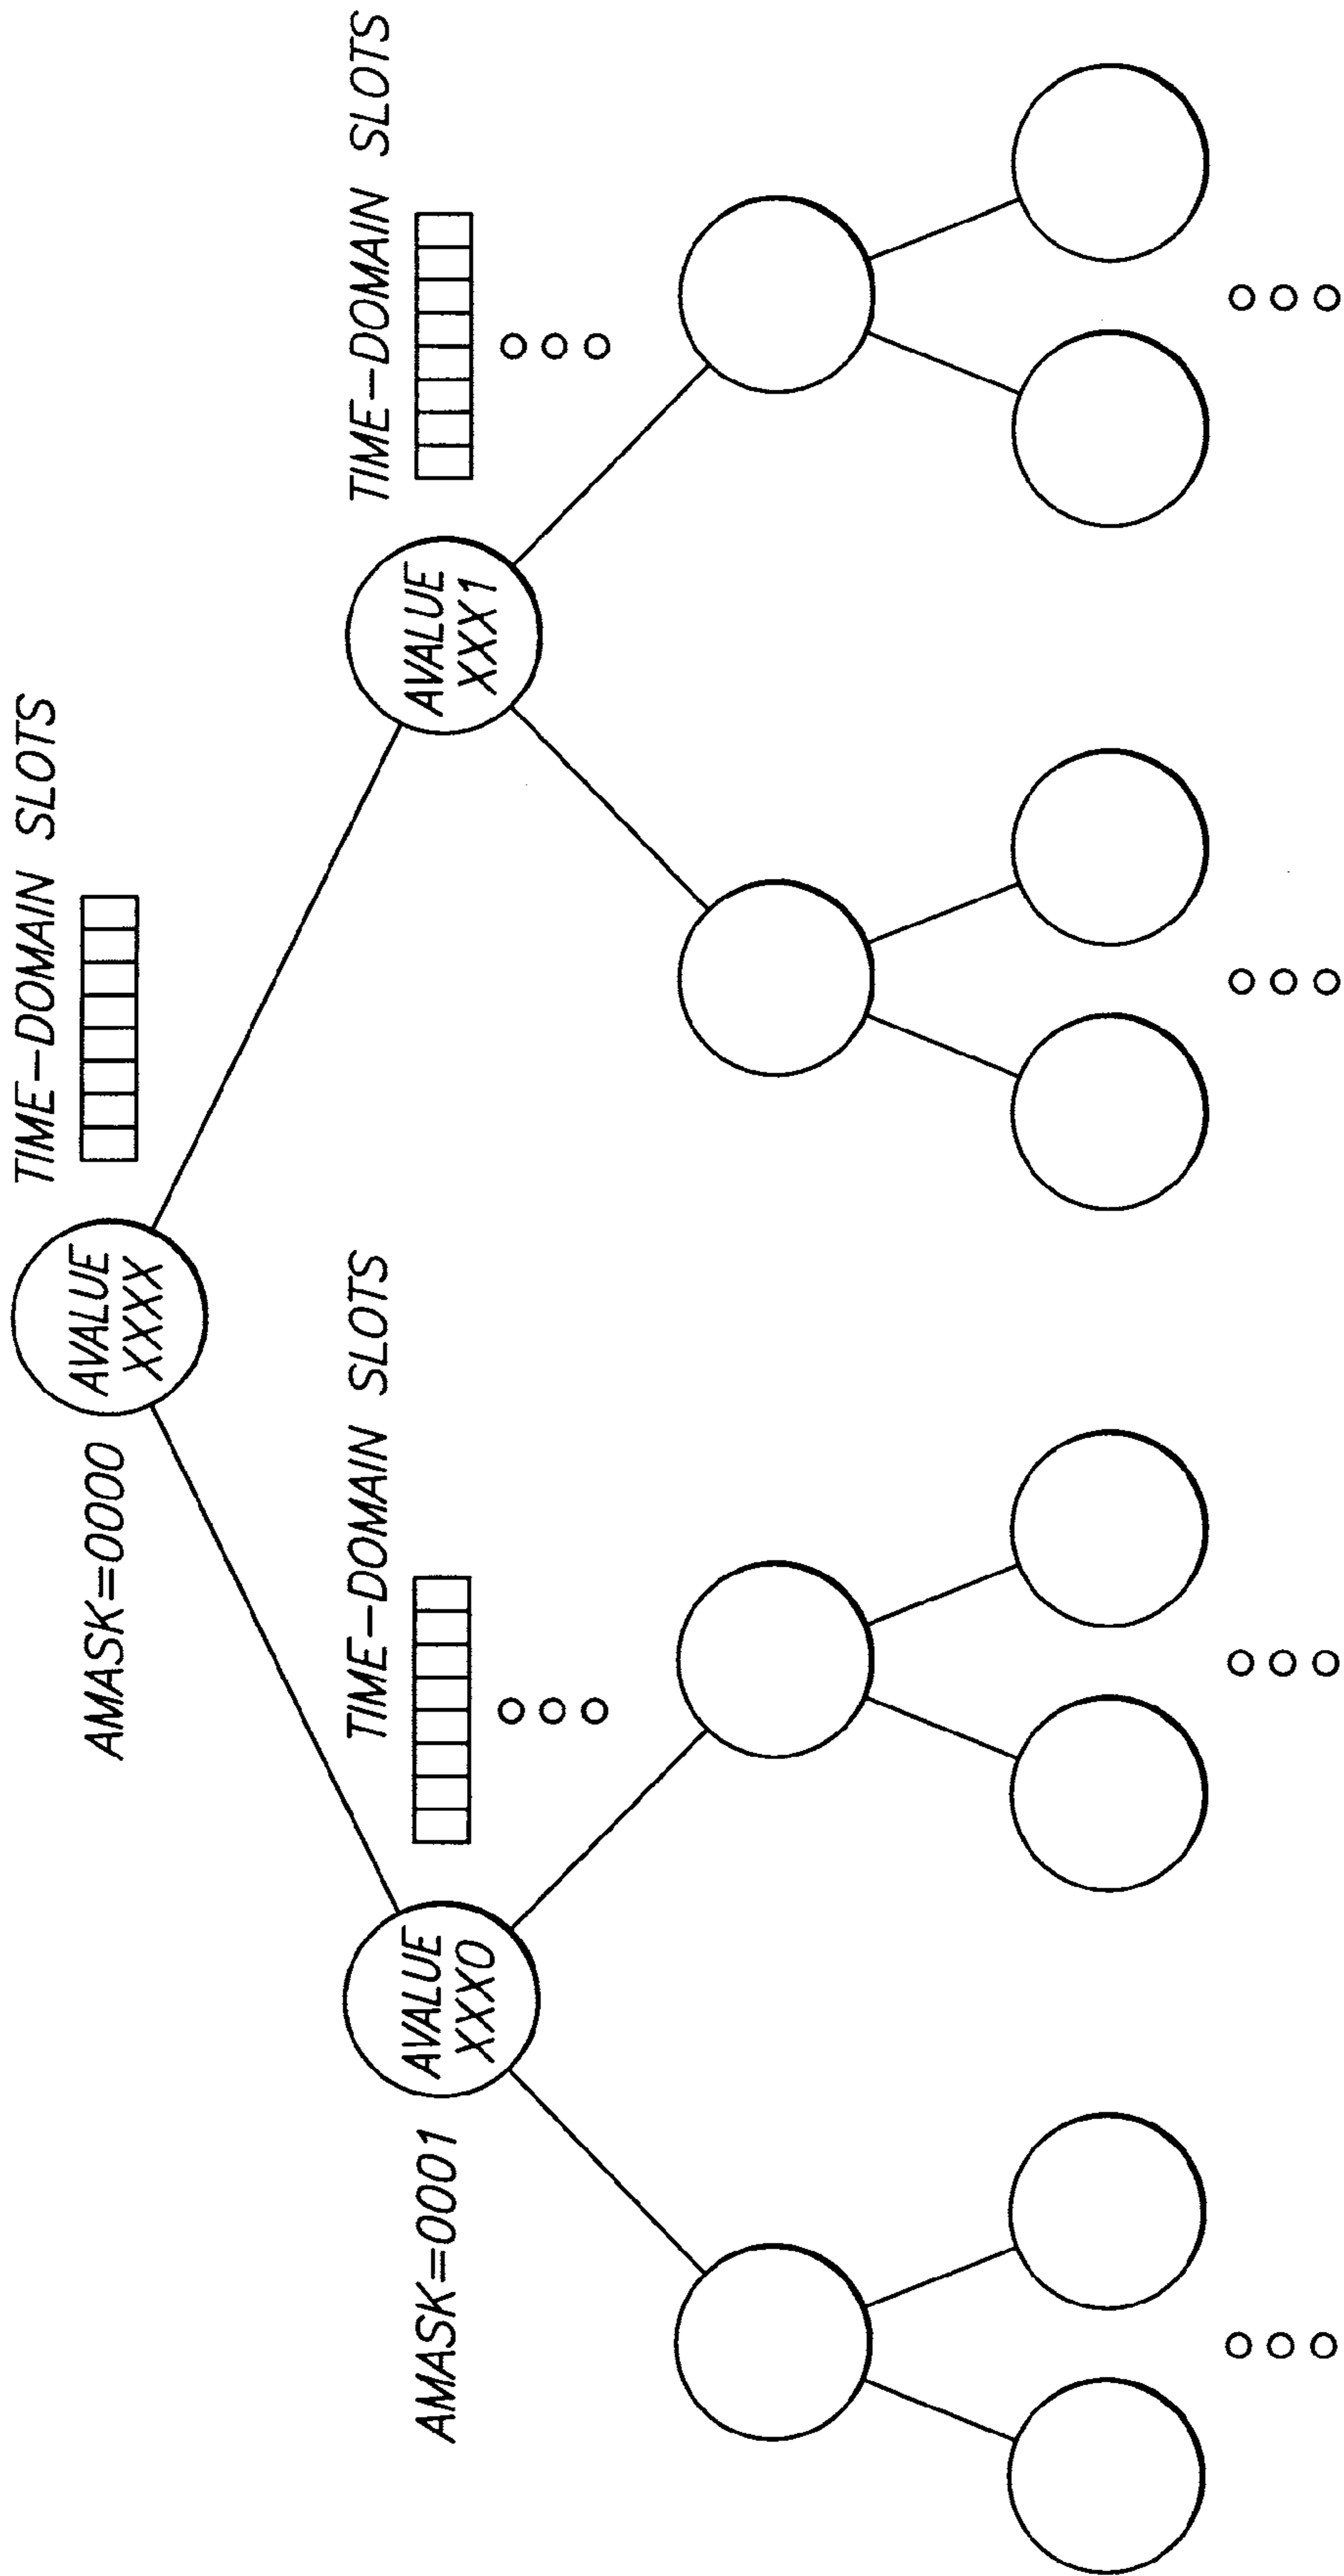 TIME-DOMAIN SLOTS
AMASK=0000
AVALUE
XXXX
TIME-DOMAIN SLOTS
TIME-DOMAIN SLOTS
AMASK=0001
AVALUE
XXX0
AVALUE
XXX1